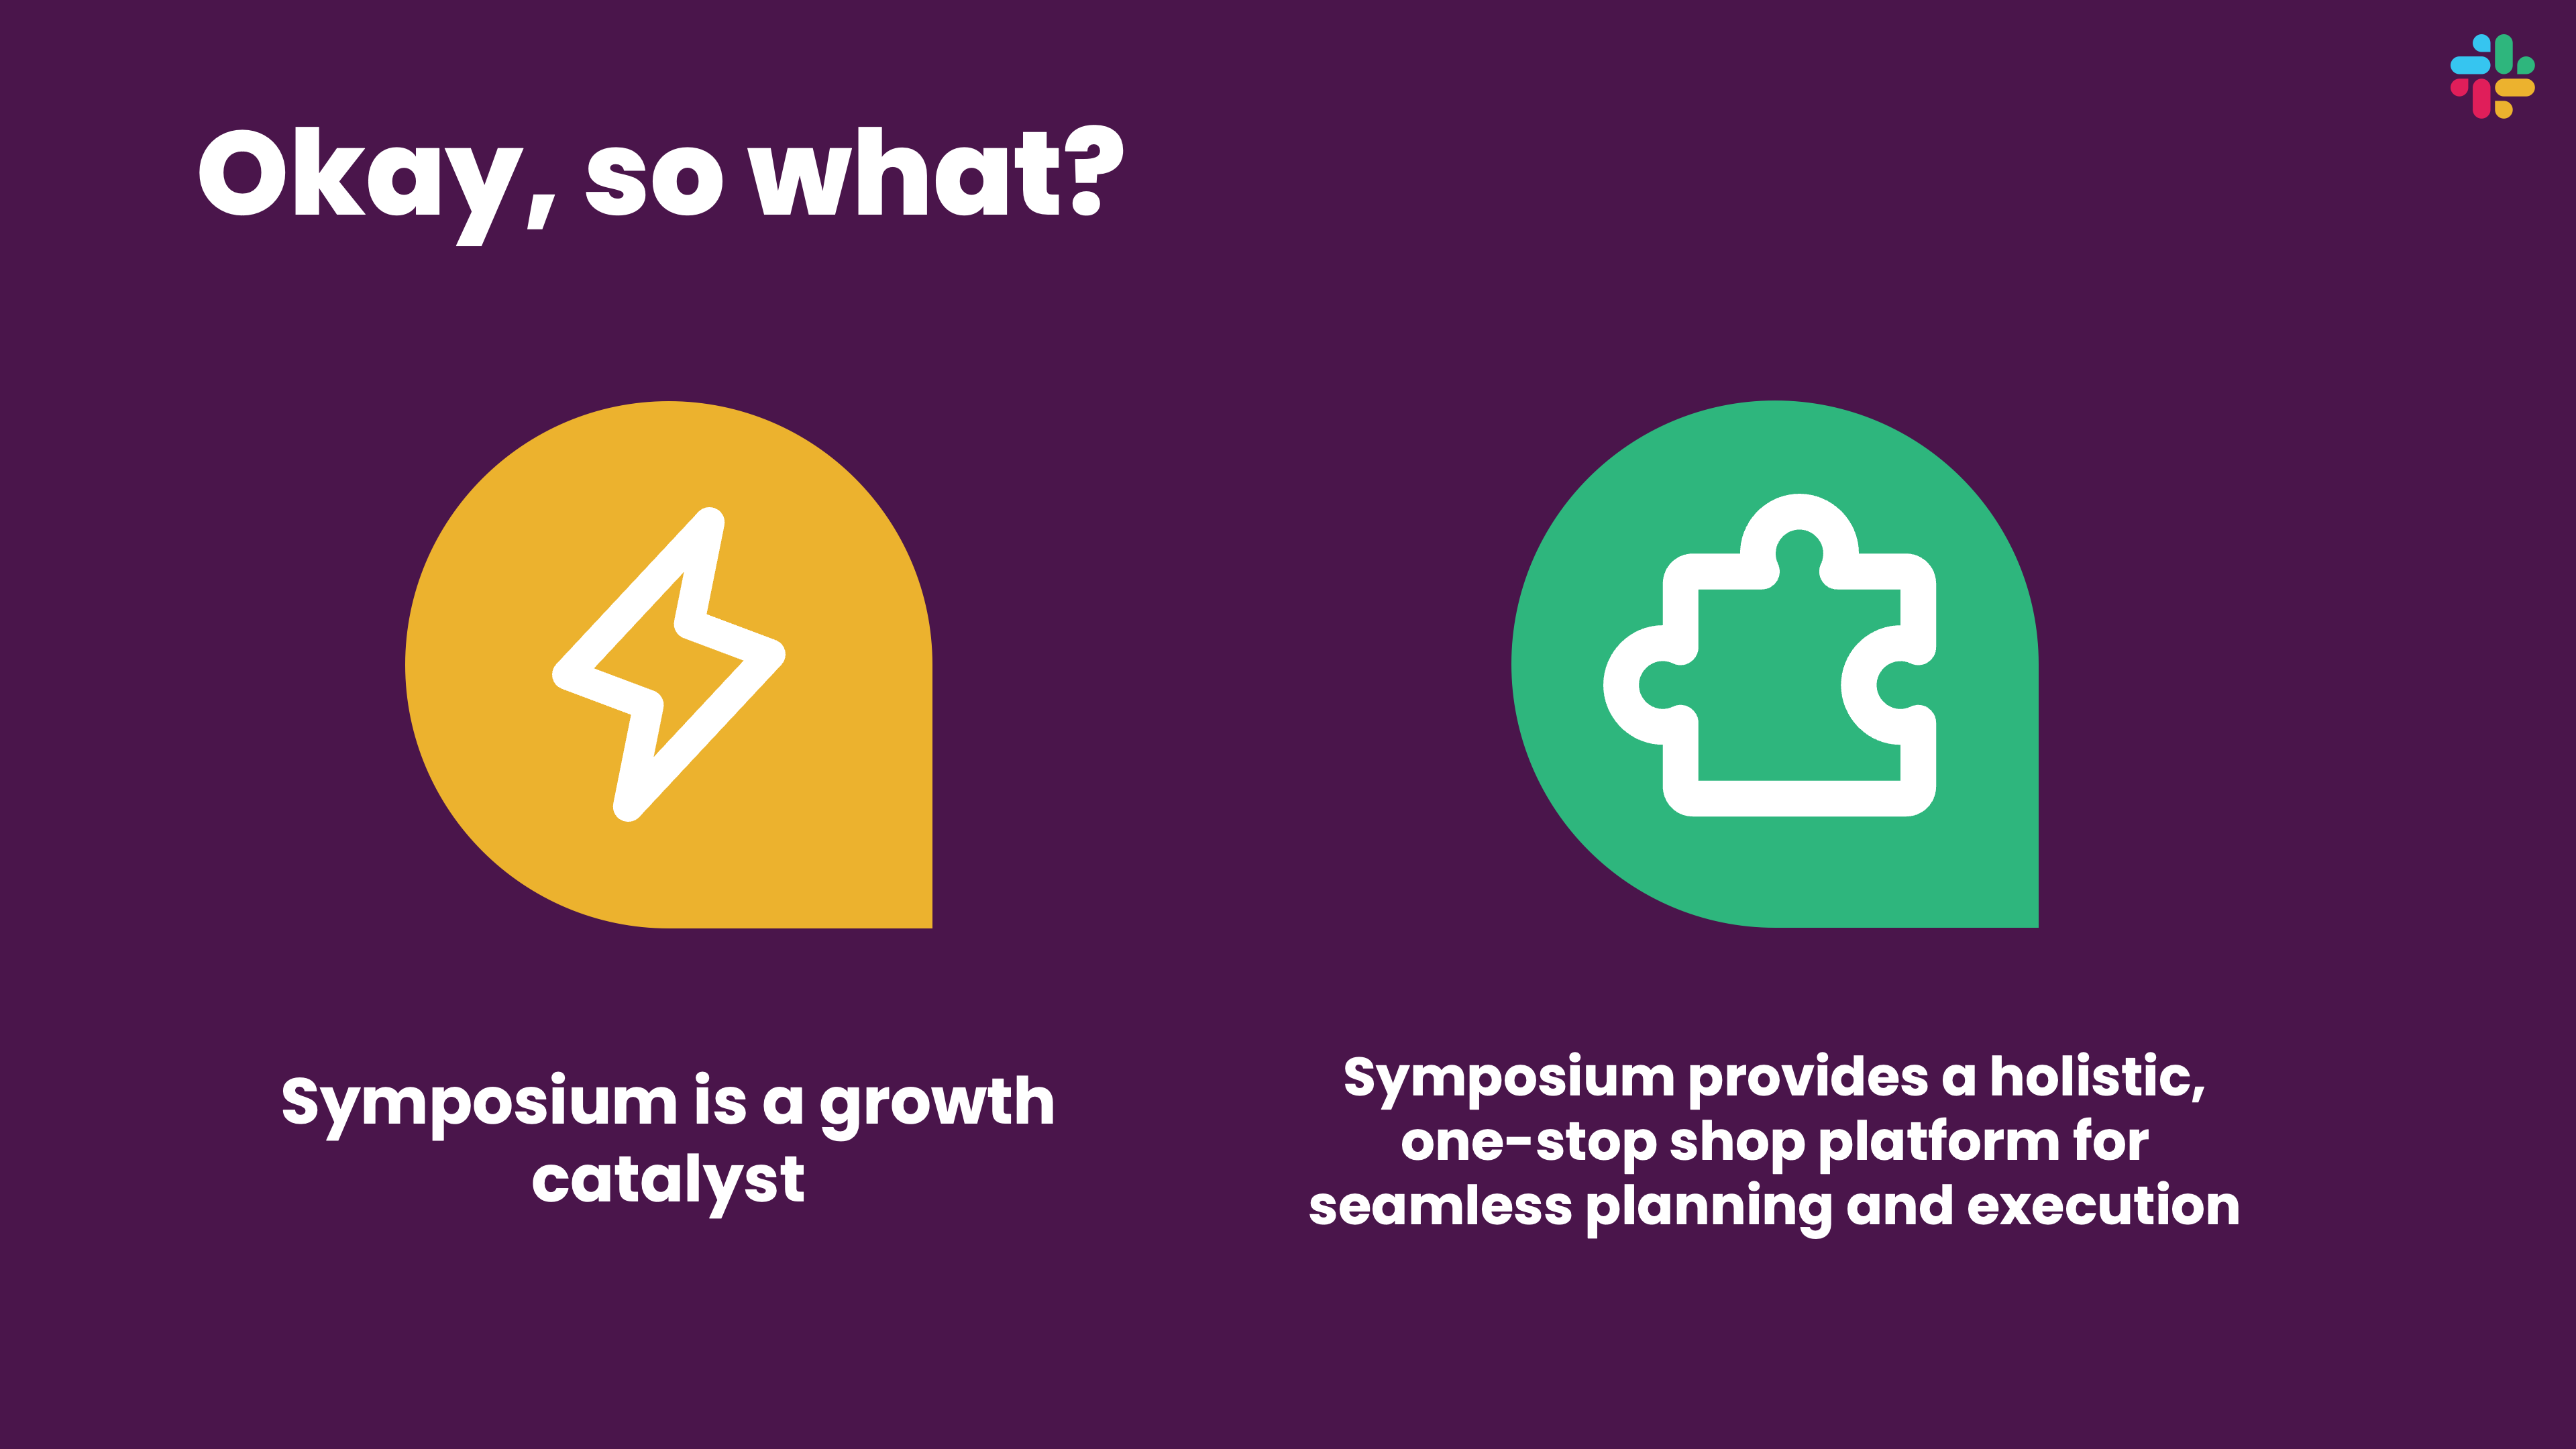 Okay, so what?
Symposium is a growth
catalyst
Symposium provides a holistic,
one-stop shop platform for
seamless planning and execution